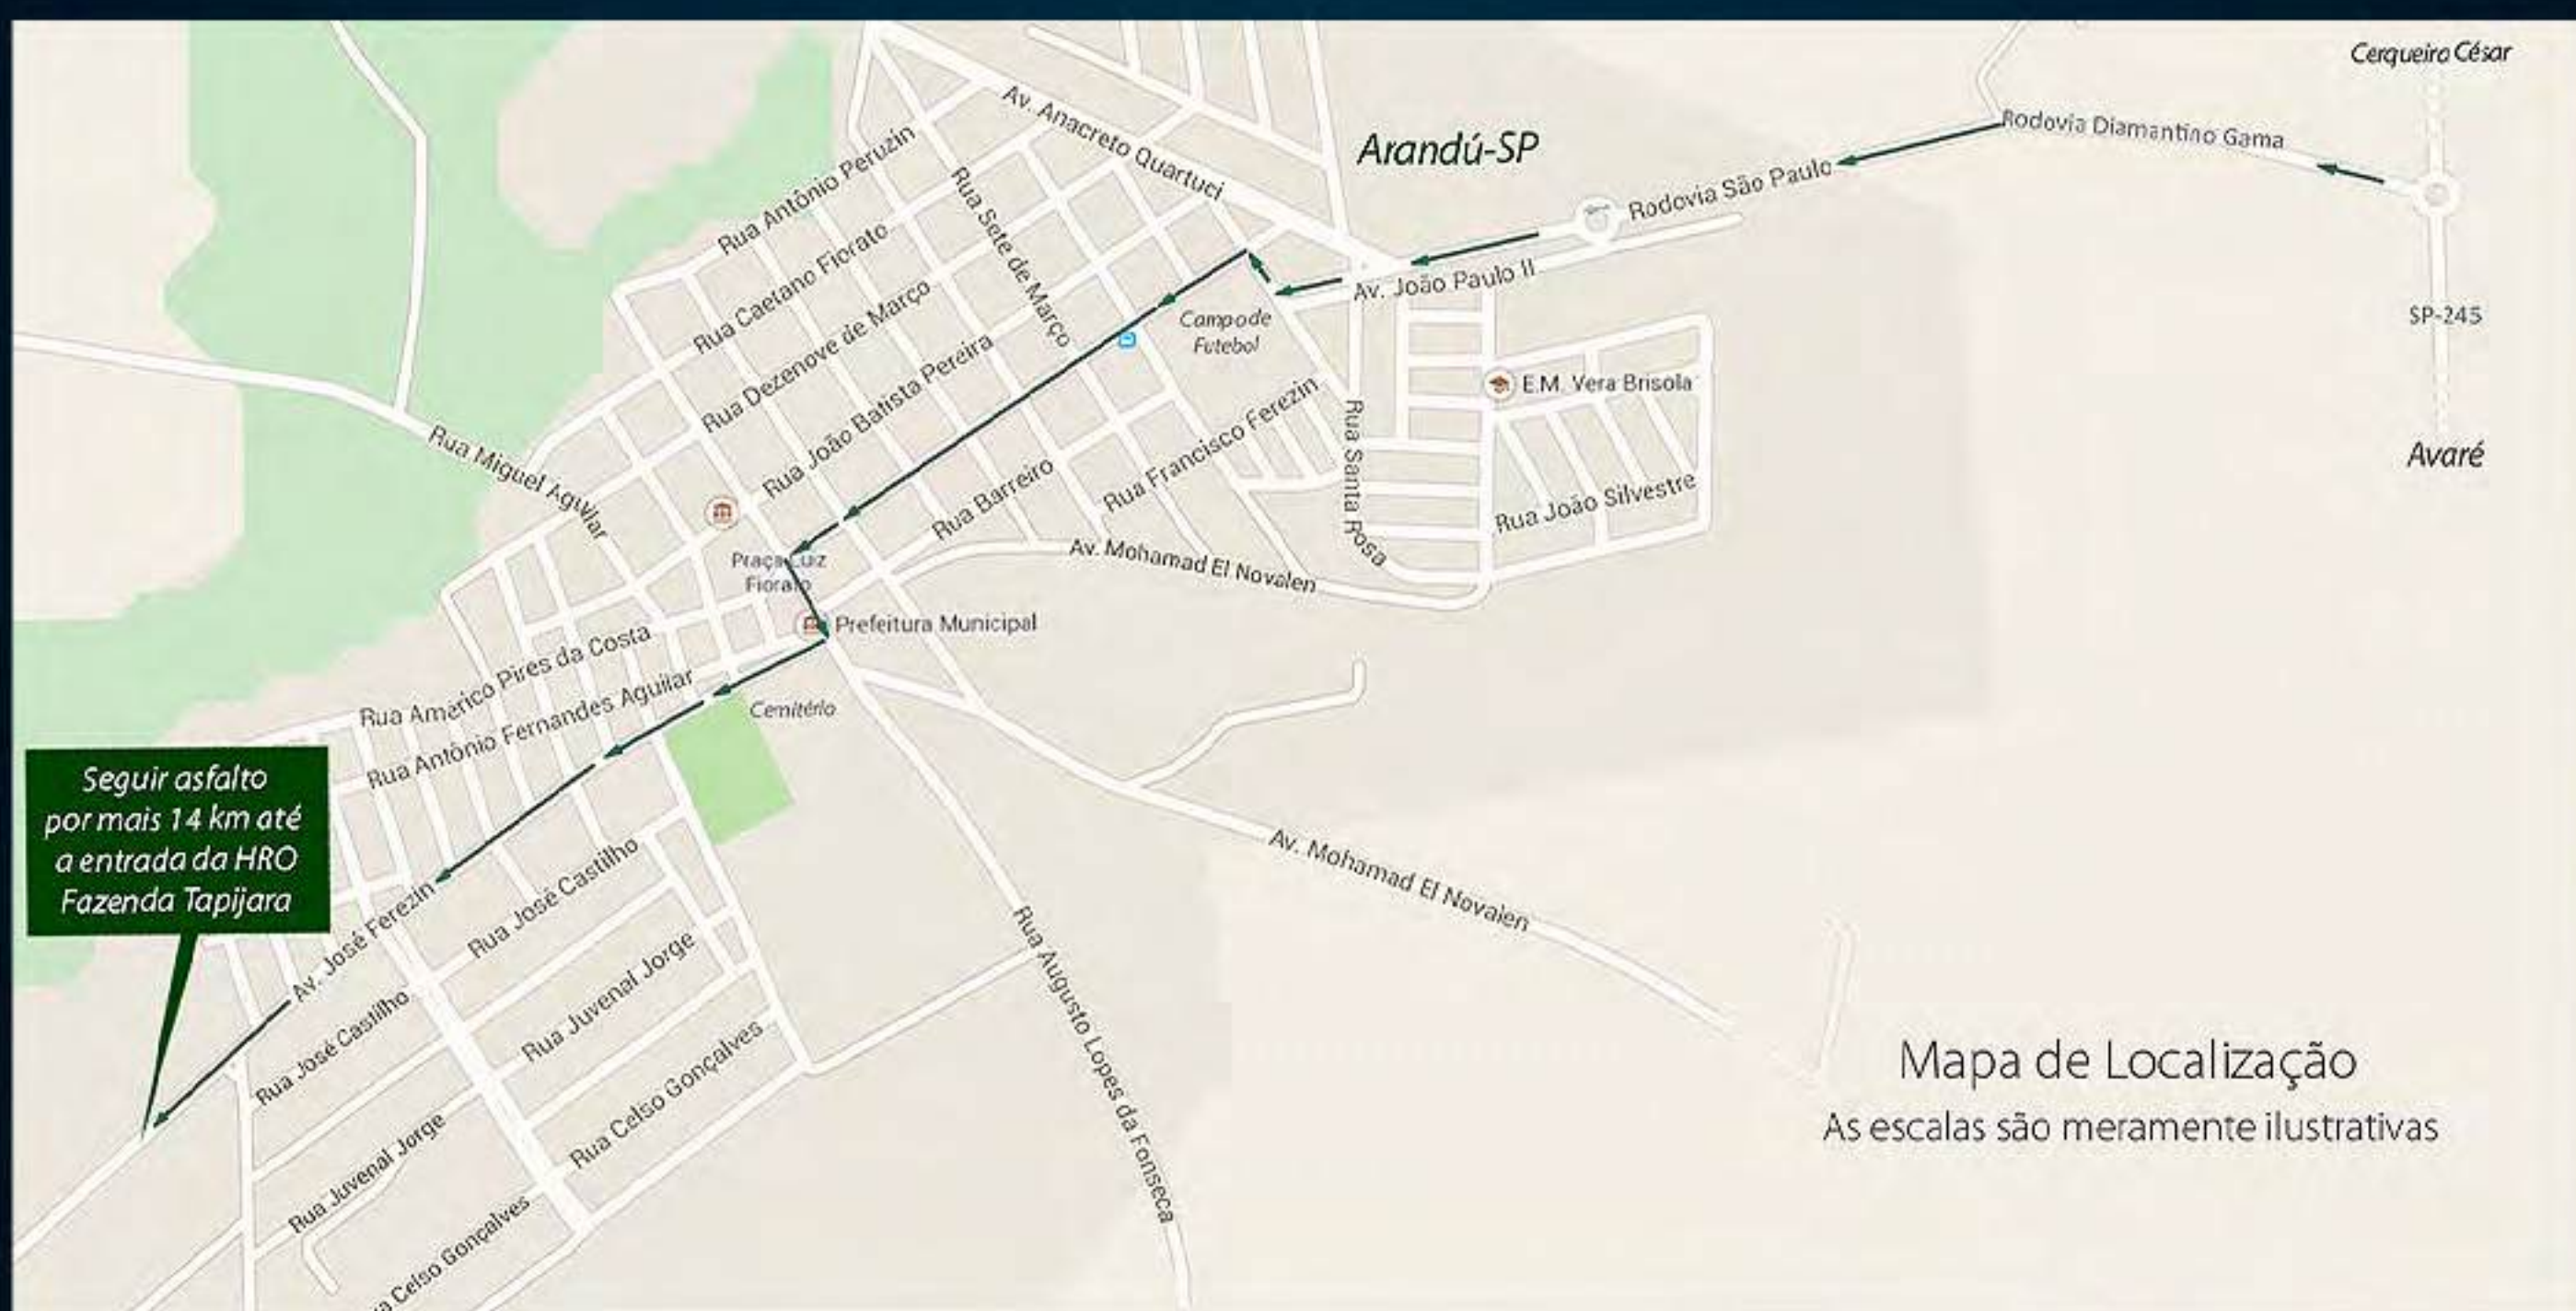 Cerqueiro César
Rodovia Diamantino Gama
Av. Anacreto Quartuci
Arandú-SP
Rodovia São Paulo
Rua Antônio Peruzin
Rua Sete de Março
Rua Caetano Fiorato
Av. João Paulo II
Rua Dezenove de Março
SP-245
Campo de
Futebol
Rua João Batista Pereira
E.M. Vera Brisola
Avaré
Rua Miguel Aguilar
Rua Francisco Ferezin
Rua Santa Rosa
Rua Barreiro
Rua João Silvestre
Praça Luiz
Fiorato
Av. Mohamad El Novalen
Prefeitura Municipal
Rua Américo Pires da Costa
Rua Antônio Fernandes Aguilar
Cemitério
Seguir asfalto
por mais 14 km até
a entrada da HRO
Fazenda Tapijara
Av. Mohamad El Novalen
Rua José Castilho
Av. José Ferezin
Rua Juvenal Jorge
Rua José Castilho
Rua Augusto Lopes da Fonseca
Rua Celso Gonçalves
Mapa de Localização
As escalas são meramente ilustrativas
Rua Juvenal Jorge
a Celso Gonçalves